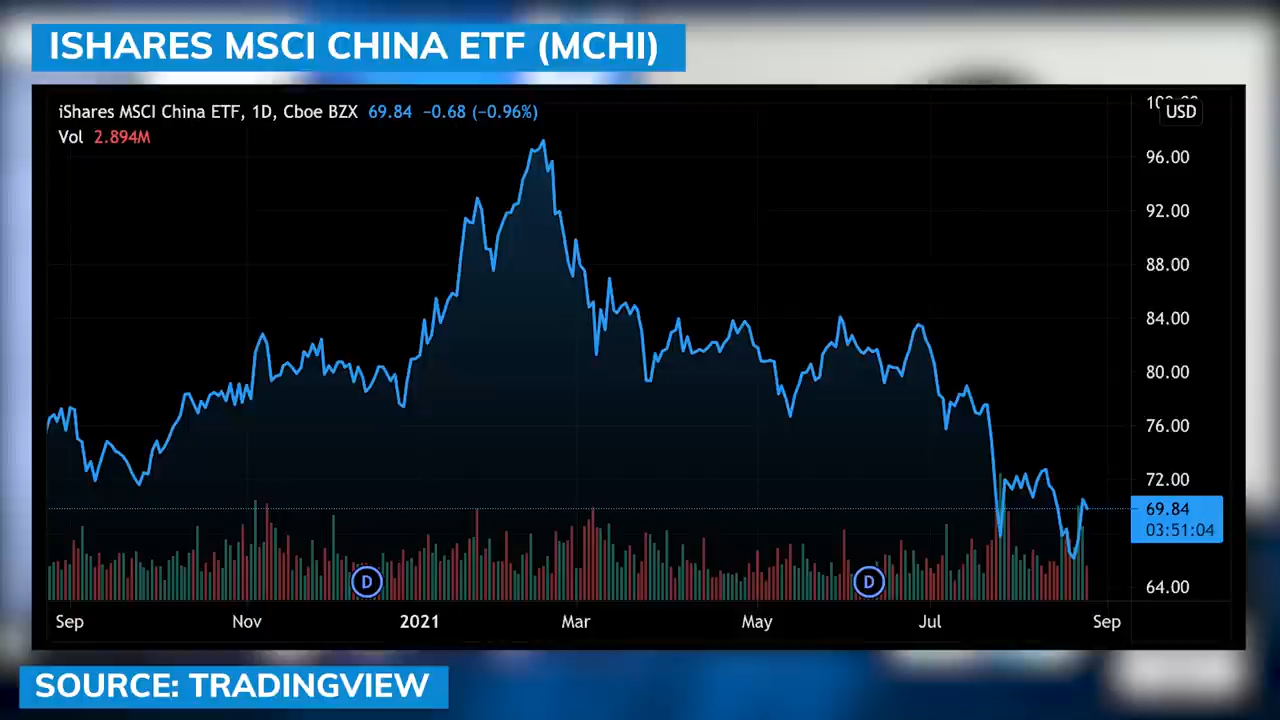 ISHARES MSCI CHINA ETF (MCHI)
iShares MSCI China ETF, 1D, Cboe BZX 69.84 −0.68 (−0.96%)
Vol 2.894M
USD
96.00
92.00
88.00
84.00
80.00
76.00
72.00
69.84
03:51:04
64.00
D D
Sep Nov 2021 Mar May Jul Sep
SOURCE: TRADINGVIEW